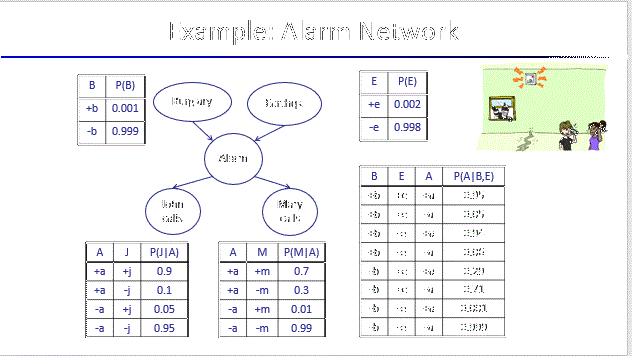 Example: Alarm Network
B P(B)
+b 0.001
-b 0.999
Burglary
E P(E)
+e 0.002
-e 0.998
Alarm
John
calls
Mary
calls
A J P(J|A)
+a +j 0.9
+a -j 0.1
-a +j 0.05
-a -j 0.95
A M P(M|A)
+a +m 0.7
+a -m 0.3
-a +m 0.01
-a -m 0.99
B E A P(A|B,E)
0.95
0.05
0.94
0.06
0.29
0.71
0.001
0.999